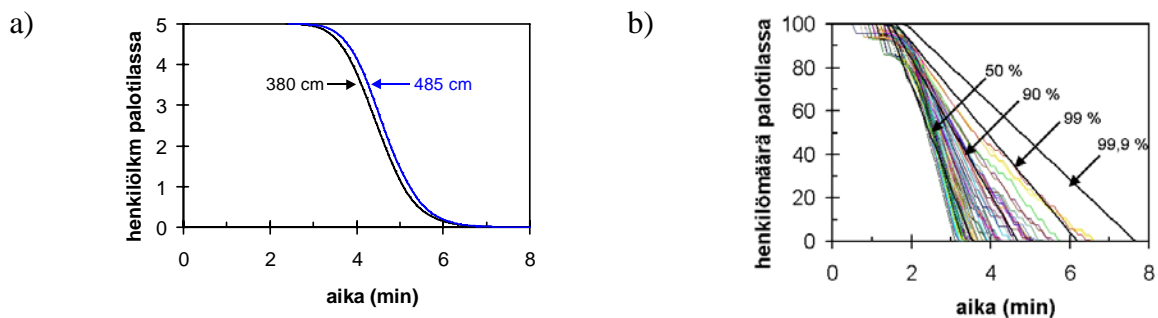 a)
henkilölkm palotilassa
5
4
3
2
1
0
380 cm
485 cm
0 2 4 6 8
aika (min)
b)
henkilömäärä palotilassa
100
80
60
40
20
0
50 %
90 %
99 %
99,9 %
0 2 4 6 8
aika (min)